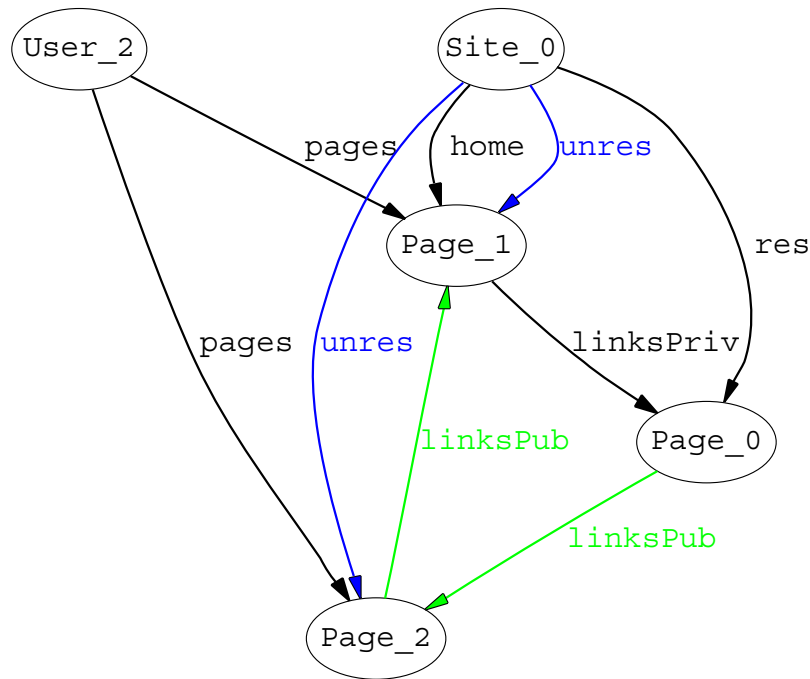 User_2
Site_0
pages
home
unres
Page_1
res
pages
unres
linksPriv
linksPub
Page_0
linksPub
Page_2